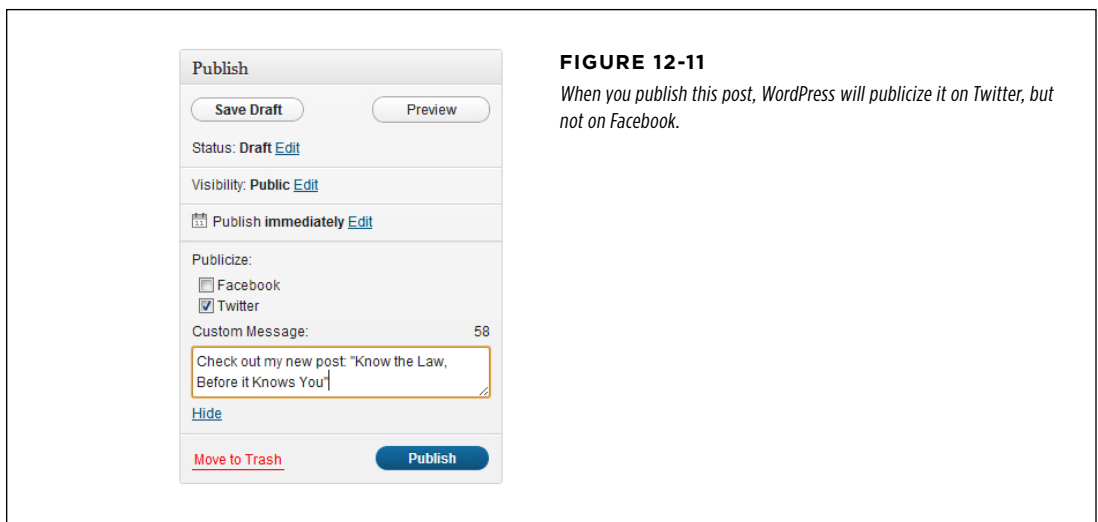 Publish
Save Draft
Preview
Status: Draft Edit
Visibility: Public Edit
11 Publish immediately Edit
Publicize:
Facebook
Twitter
Custom Message: 58
Check out my new post: "Know the Law,
Before it Knows You"
Hide
Move to Trash
Publish
FIGURE 12-11
When you publish this post, WordPress will publicize it on Twitter, but
not on Facebook.